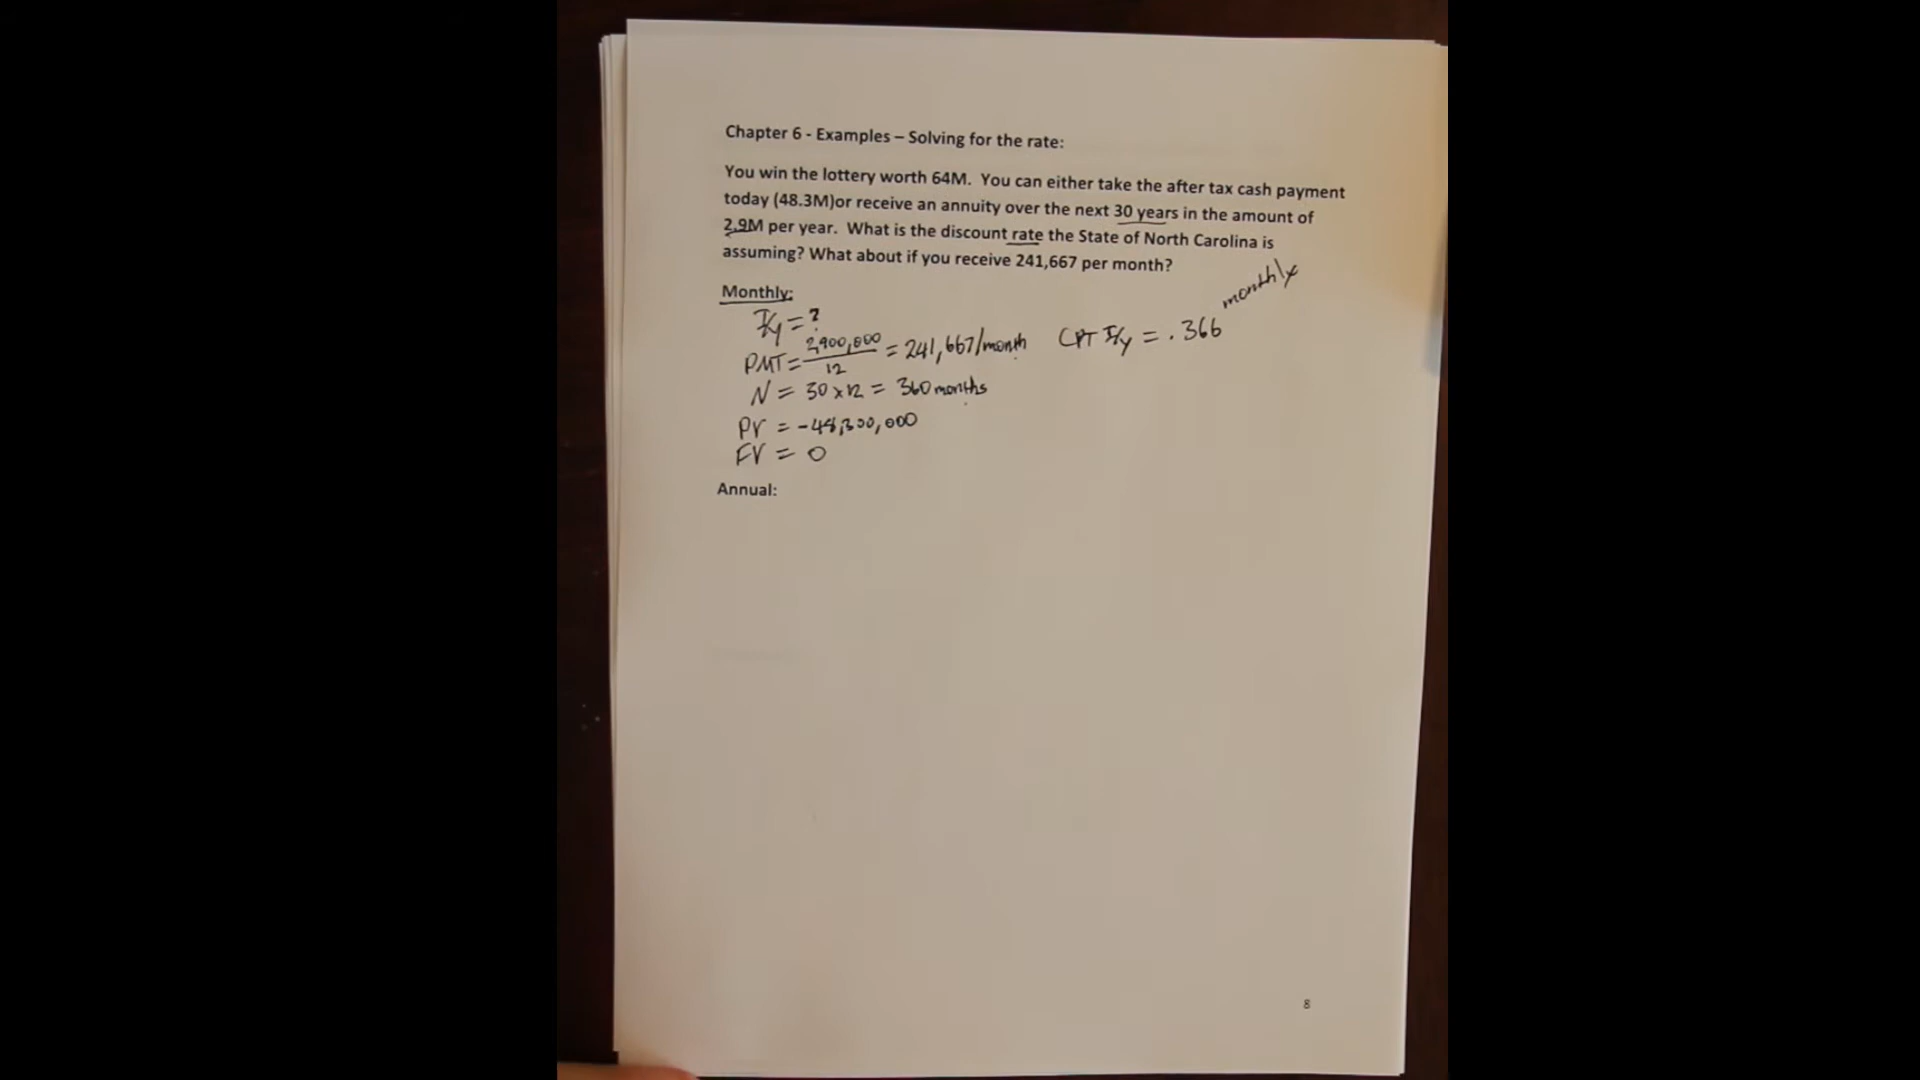 Chapter 6 - Examples – Solving for the rate:
You win the lottery worth 64M. You can either take the after tax cash payment
today (48.3M)or receive an annuity over the next 30 years in the amount of
2.9M per year. What is the discount rate the State of North Carolina is
assuming? What about if you receive 241,667 per month?
Monthly:
I/y = ?
PMT = 2,900,000 / 12 = 241,667/month
CPT I/y = .366 monthly
N = 30 x 12 = 360 months
PV = -48,300,000
FV = 0
Annual:
8